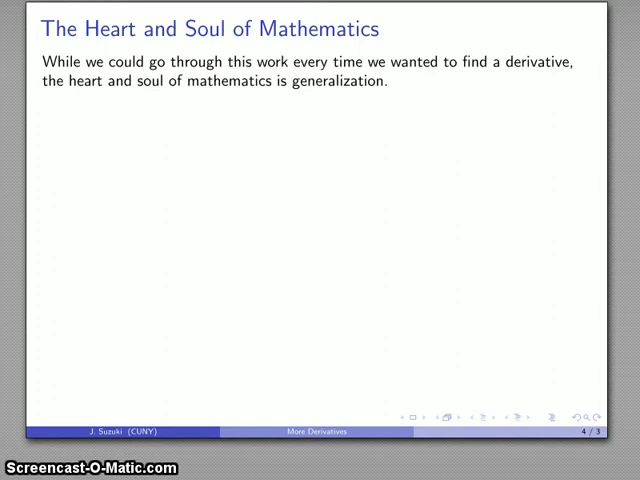 The Heart and Soul of Mathematics
While we could go through this work every time we wanted to find a derivative,
the heart and soul of mathematics is generalization.
J. Suzuki (CUNY) More Derivatives 4 / 3
Screencast-O-Matic.com